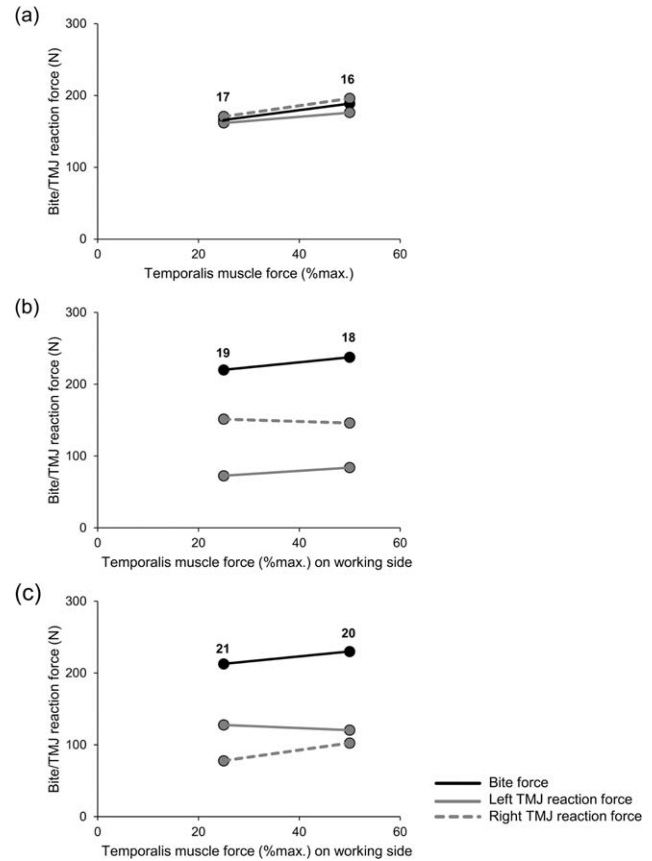 (a)
Bite/TMJ reaction force (N)
300
200
100
0
17
16
0
20
40
60
Temporalis muscle force (%max.)
(b)
Bite/TMJ reaction force (N)
300
200
100
0
19
18
0
20
40
60
Temporalis muscle force (%max.) on working side
(c)
Bite/TMJ reaction force (N)
300
200
100
0
21
20
0
20
40
60
Temporalis muscle force (%max.) on working side
Bite force
Left TMJ reaction force
Right TMJ reaction force